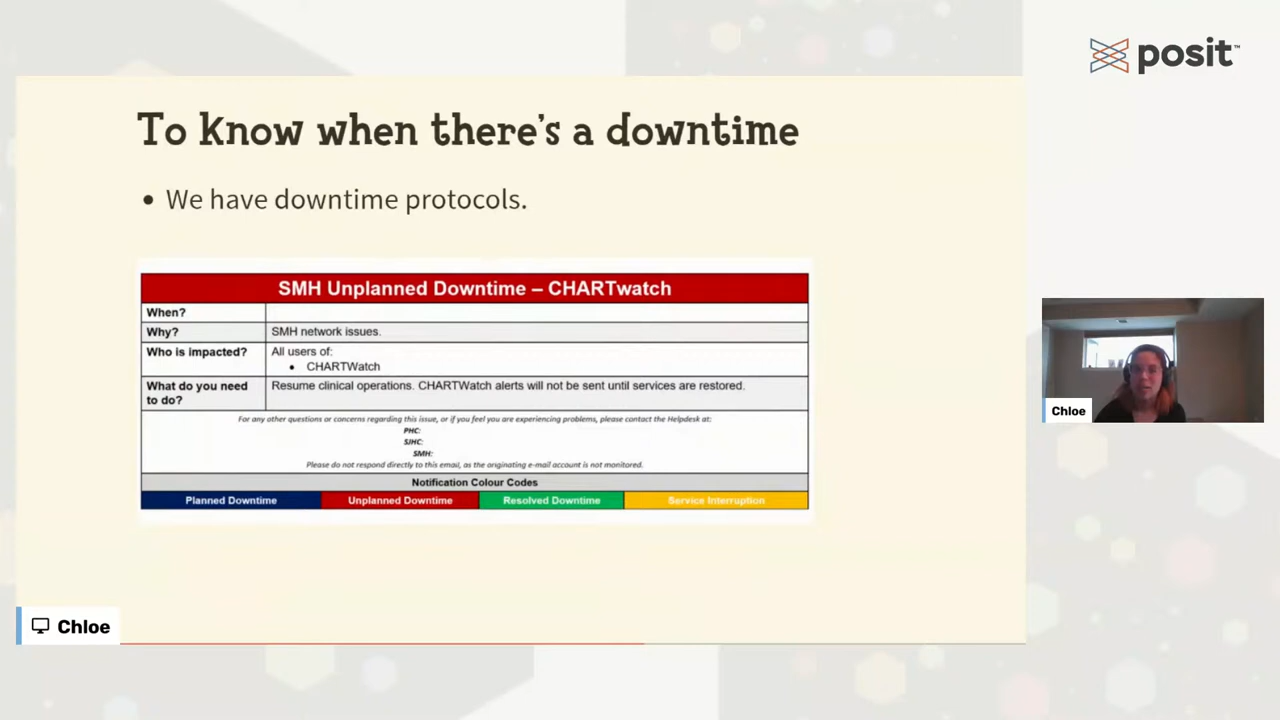 posit™
To know when there's a downtime
• We have downtime protocols.
SMH Unplanned Downtime – CHARTwatch
When?
Why? SMH network issues.
Who is impacted? All users of:
• CHARTWatch
What do you need to do? Resume clinical operations. CHARTWatch alerts will not be sent until services are restored.
For any other questions or concerns regarding this issue, or if you feel you are experiencing problems, please contact the Helpdesk at:
PHC:
SJHC:
SMH:
Please do not respond directly to this email, as the originating e-mail account is not monitored.
Notification Colour Codes
Planned Downtime Unplanned Downtime Resolved Downtime Service Interruption
Chloe
Chloe